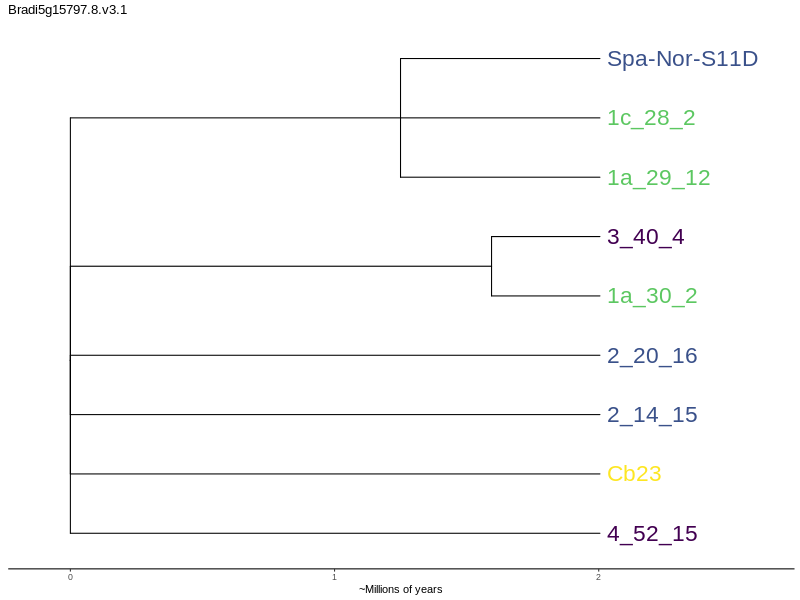 Bradi5g15797.8.v3.1
Spa-Nor-S11D
1c_28_2
1a_29_12
3_40_4
1a_30_2
2_20_16
2_14_15
Cb23
4_52_15
0 1 2
~Millions of years